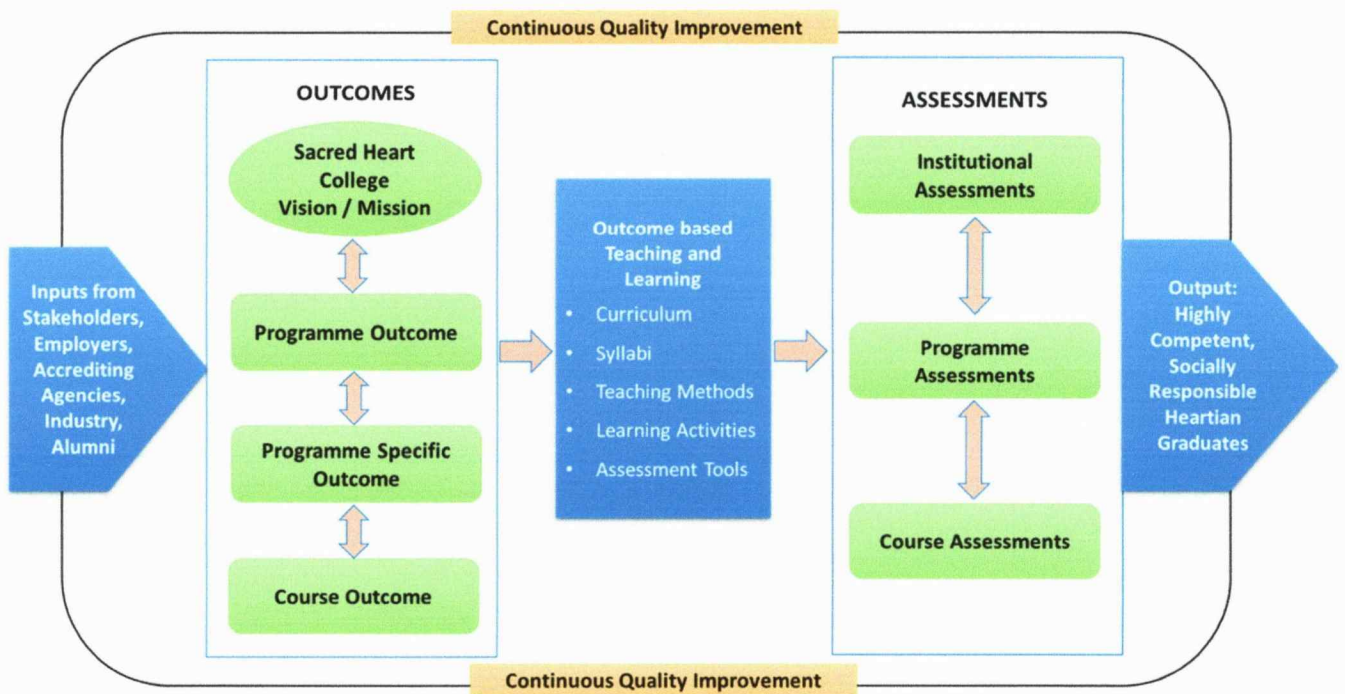 Continuous Quality Improvement
OUTCOMES
Sacred Heart
College
Vision / Mission
Programme Outcome
Programme Specific
Outcome
Course Outcome
Inputs from
Stakeholders,
Employers,
Accrediting
Agencies,
Industry,
Alumni
Outcome based
Teaching and
Learning
• Curriculum
• Syllabi
• Teaching Methods
• Learning Activities
• Assessment Tools
ASSESSMENTS
Institutional
Assessments
Programme
Assessments
Course Assessments
Output:
Highly
Competent,
Socially
Responsible
Heartian
Graduates
Continuous Quality Improvement